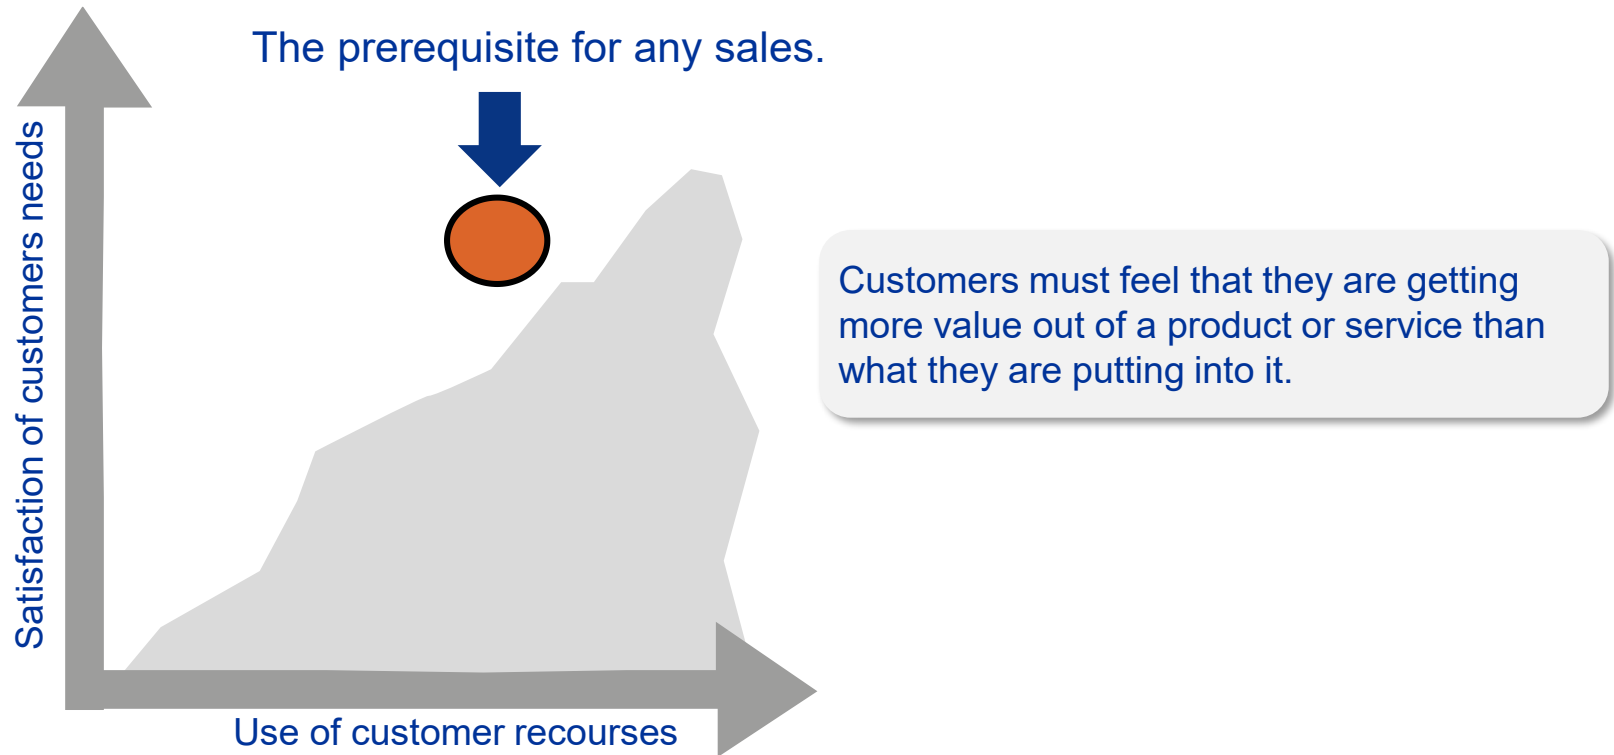 The prerequisite for any sales.
Satisfaction of customers needs
Customers must feel that they are getting
more value out of a product or service than
what they are putting into it.
Use of customer recourses